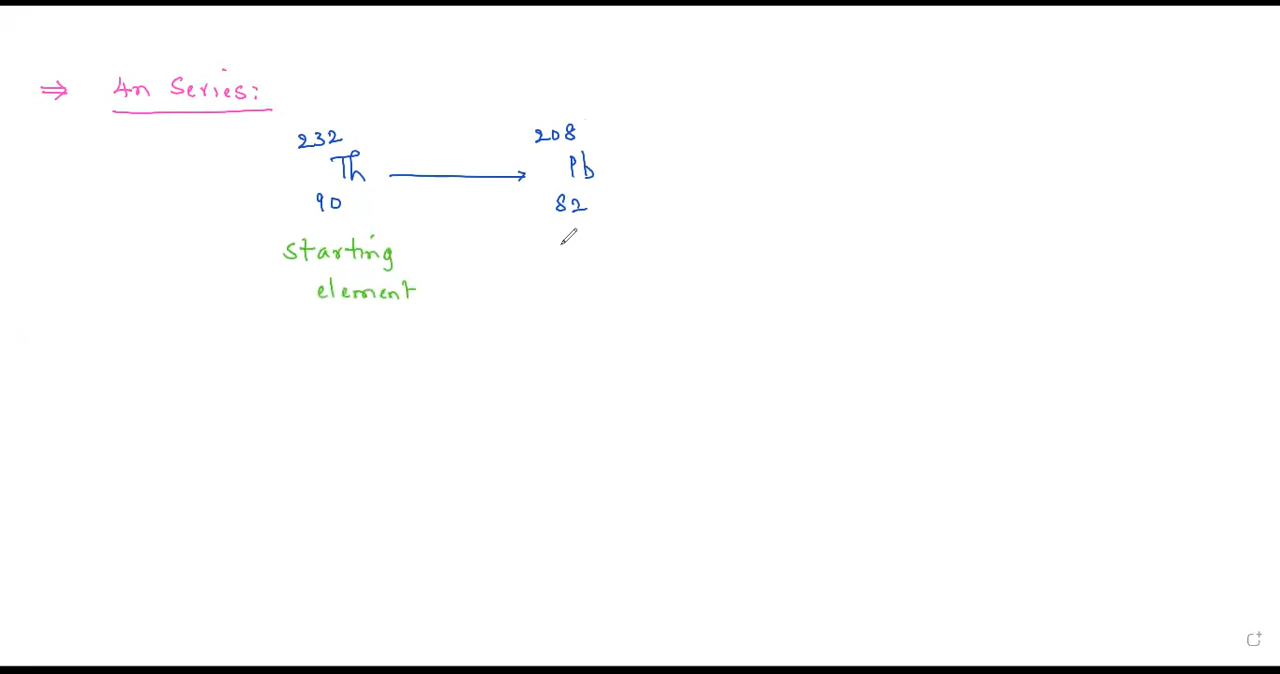 ⇒ 4n Series:
232 208
Th ⟶ Pb
90 82
Starting
element